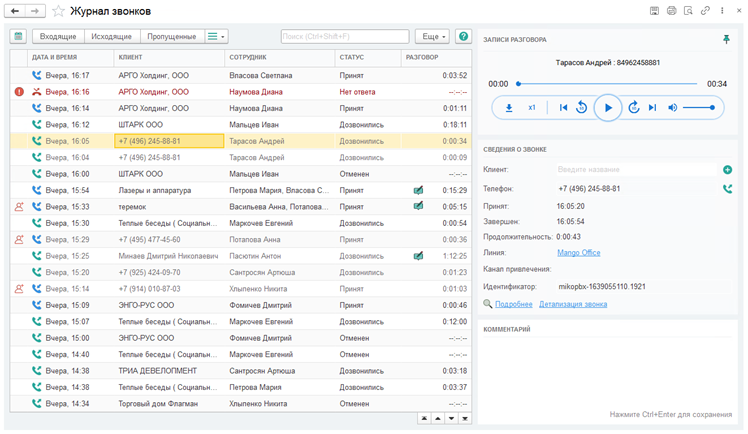 Журнал звонков
Входящие Исходящие Пропущенные Поиск (Ctrl+Shift+F) Еще ?
ДАТА И ВРЕМЯ КЛИЕНТ СОТРУДНИК СТАТУС РАЗГОВОР
Вчера, 16:17 АРГО Холдинг, ООО Власова Светлана Принят 0:03:52
Вчера, 16:16 АРГО Холдинг, ООО Наумова Диана Нет ответа --:--:--
Вчера, 16:14 АРГО Холдинг, ООО Наумова Диана Принят 0:01:11
Вчера, 16:12 ШТАРК ООО Мальцев Иван Дозвонились 0:18:11
Вчера, 16:05 +7 (496) 245-88-81 Тарасов Андрей Дозвонились 0:00:34
Вчера, 16:04 +7 (496) 245-88-81 Тарасов Андрей Дозвонились 0:00:09
Вчера, 16:00 ШТАРК ООО Мальцев Иван Отменен --:--:--
Вчера, 15:54 Лазеры и аппаратура Петрова Мария, Власова С... Принят 0:15:29
Вчера, 15:33 теремок Васильева Анна, Потапова... Принят 0:05:15
Вчера, 15:30 Теплые беседы ( Социальн... Маркочев Евгений Дозвонились 0:00:54
Вчера, 15:29 +7 (495) 477-45-60 Потапова Анна Принят 0:00:36
Вчера, 15:25 Минаев Дмитрий Николаевич Пасютин Антон Дозвонились 1:12:25
Вчера, 15:20 +7 (925) 424-09-70 Сантросян Артюша Дозвонились 0:01:23
Вчера, 15:14 +7 (914) 010-87-03 Хлыпенко Никита Принят 0:01:03
Вчера, 15:09 ЭНГО-РУС ООО Фомичев Дмитрий Принят 0:00:46
Вчера, 15:07 Теплые беседы ( Социальн... Маркочев Евгений Дозвонились 0:12:00
Вчера, 15:00 ЭНГО-РУС ООО Фомичев Дмитрий Отменен --:--:--
Вчера, 14:40 Теплые беседы ( Социальн... Маркочев Евгений Отменен --:--:--
Вчера, 14:38 ТРИА ДЕВЕЛОПМЕНТ Сантросян Артюша Дозвонились 0:03:18
Вчера, 14:38 Теплые беседы ( Социальн... Петрова Мария Дозвонились 0:03:37
Вчера, 14:34 Торговый дом Флагман Хлыпенко Никита Отменен --:--:--
ЗАПИСИ РАЗГОВОРА
Тарасов Андрей : 84962458881
00:00 00:34
x1 5 5
СВЕДЕНИЯ О ЗВОНКЕ
Клиент: Введите название
Телефон: +7 (496) 245-88-81
Принят: 16:05:20
Завершен: 16:05:54
Продолжительность: 0:00:43
Линия: Mango Office
Канал привлечения:
Идентификатор: mikopbx-1639055110.1921
Подробнее Детализация звонка
КОММЕНТАРИЙ
Нажмите Ctrl+Enter для сохранения